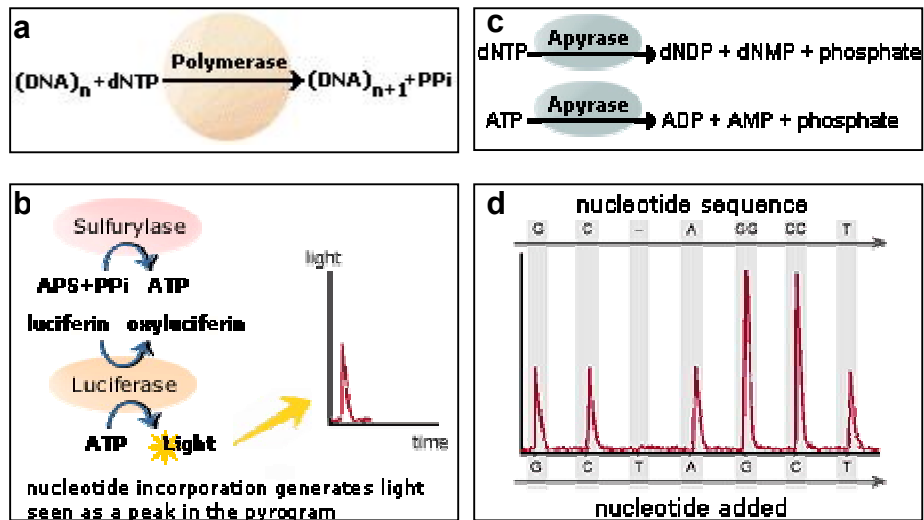 a
Polymerase
(DNA)n + dNTP (DNA)n+1 + PPi
c
Apyrase
dNTP dNDP + dNMP + phosphate
Apyrase
ATP ADP + AMP + phosphate
b
Sulfurylase
APS+PPi ATP
luciferin oxyluciferin
Luciferase
ATP Light
light
time
nucleotide incorporation generates light
seen as a peak in the pyrogram
d
nucleotide sequence
G C – A GG CC T
G C T A G C T
nucleotide added